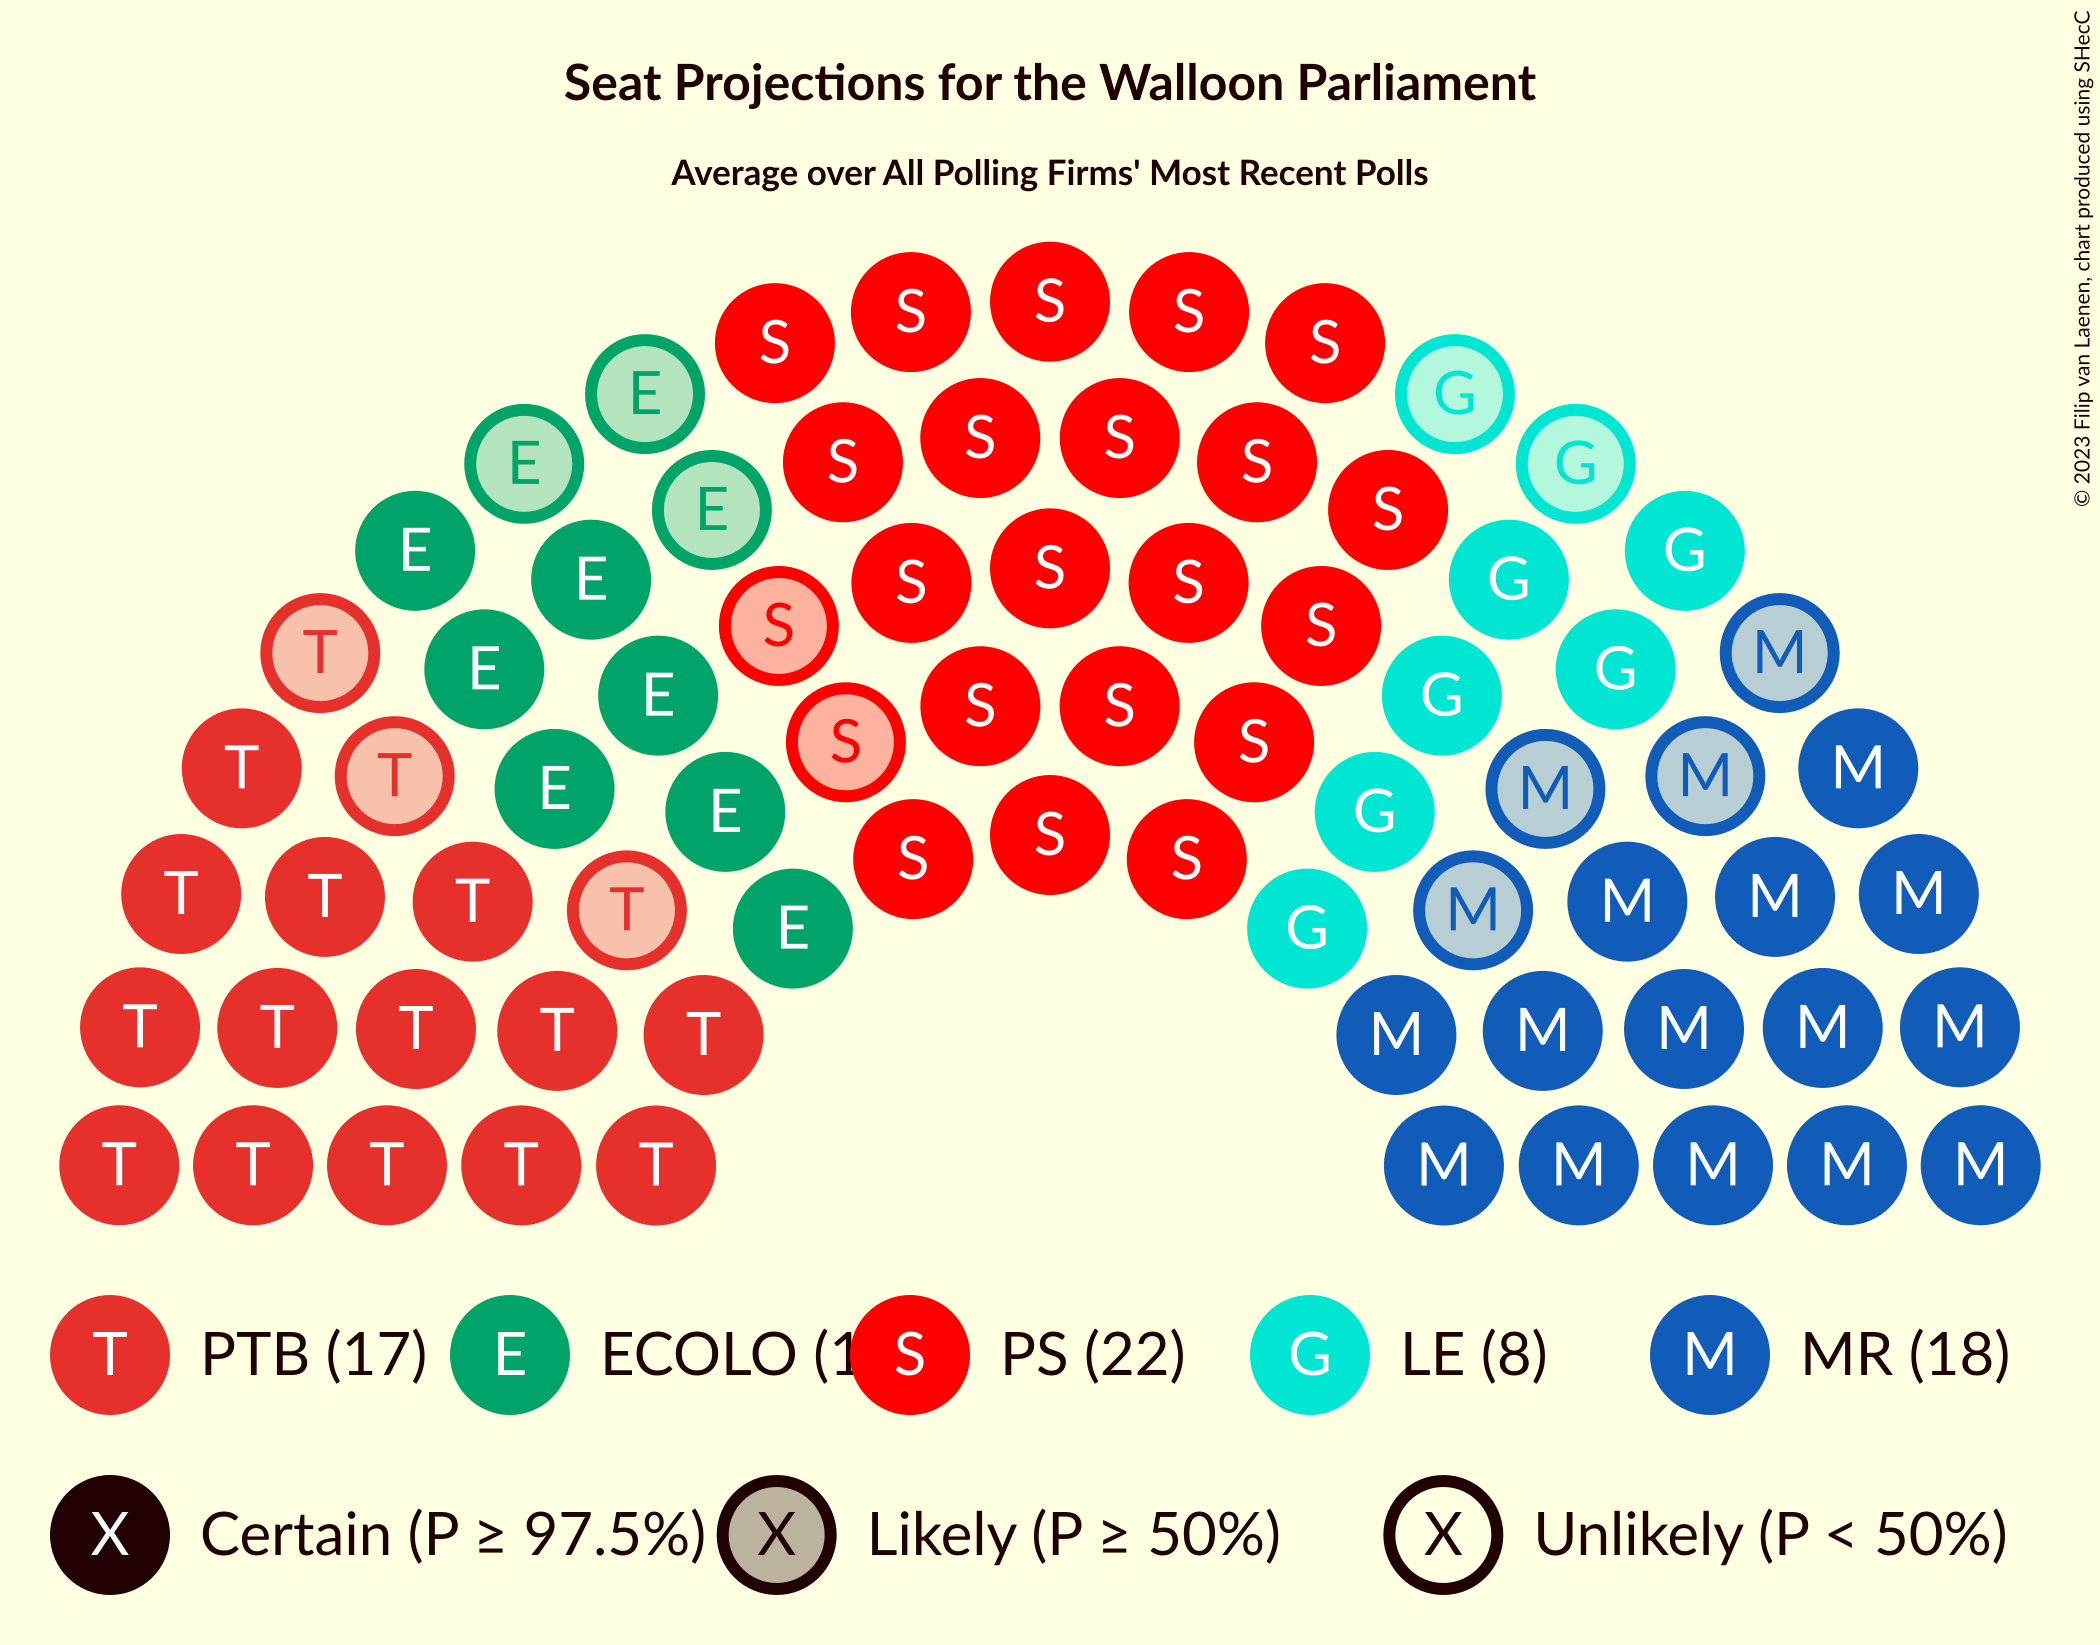 Seat Projections for the Walloon Parliament
Average over All Polling Firms' Most Recent Polls
© 2023 Filip van Laenen, chart produced using SHecC
S S S S S
E S S S S G
E E S S S S S G G
E E S S S S S G G
T E E S S S S G G M
T T E E S S S G M M M
T T T T E G M M M M
T T T T T M M M M M
T T T T T M M M M M
T PTB (17) E ECOLO (1 S PS (22) G LE (8) M MR (18)
X Certain (P ≥ 97.5%) X Likely (P ≥ 50%) X Unlikely (P < 50%)